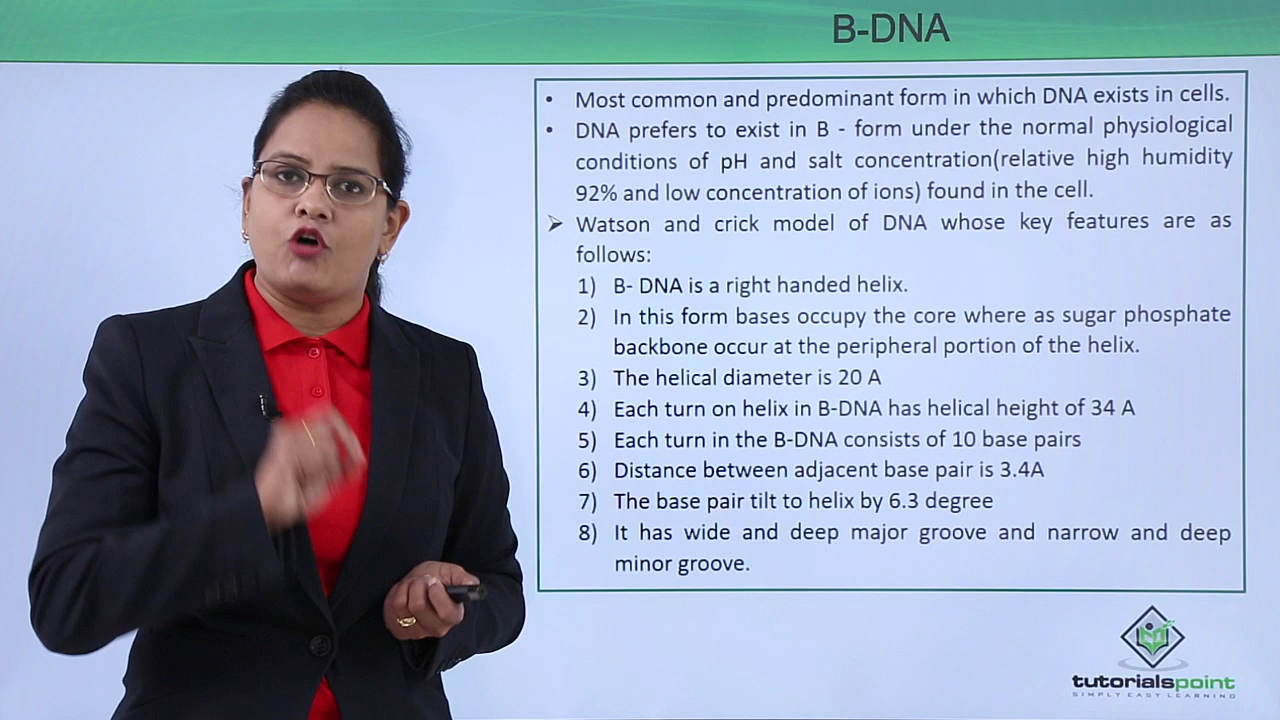 B-DNA
• Most common and predominant form in which DNA exists in cells.
• DNA prefers to exist in B - form under the normal physiological
conditions of pH and salt concentration(relative high humidity
92% and low concentration of ions) found in the cell.
➢ Watson and crick model of DNA whose key features are as
follows:
1) B- DNA is a right handed helix.
2) In this form bases occupy the core where as sugar phosphate
backbone occur at the peripheral portion of the helix.
3) The helical diameter is 20 A
4) Each turn on helix in B-DNA has helical height of 34 A
5) Each turn in the B-DNA consists of 10 base pairs
6) Distance between adjacent base pair is 3.4A
7) The base pair tilt to helix by 6.3 degree
8) It has wide and deep major groove and narrow and deep
minor groove.
tutorialspoint
SIMPLY EASY LEARNING